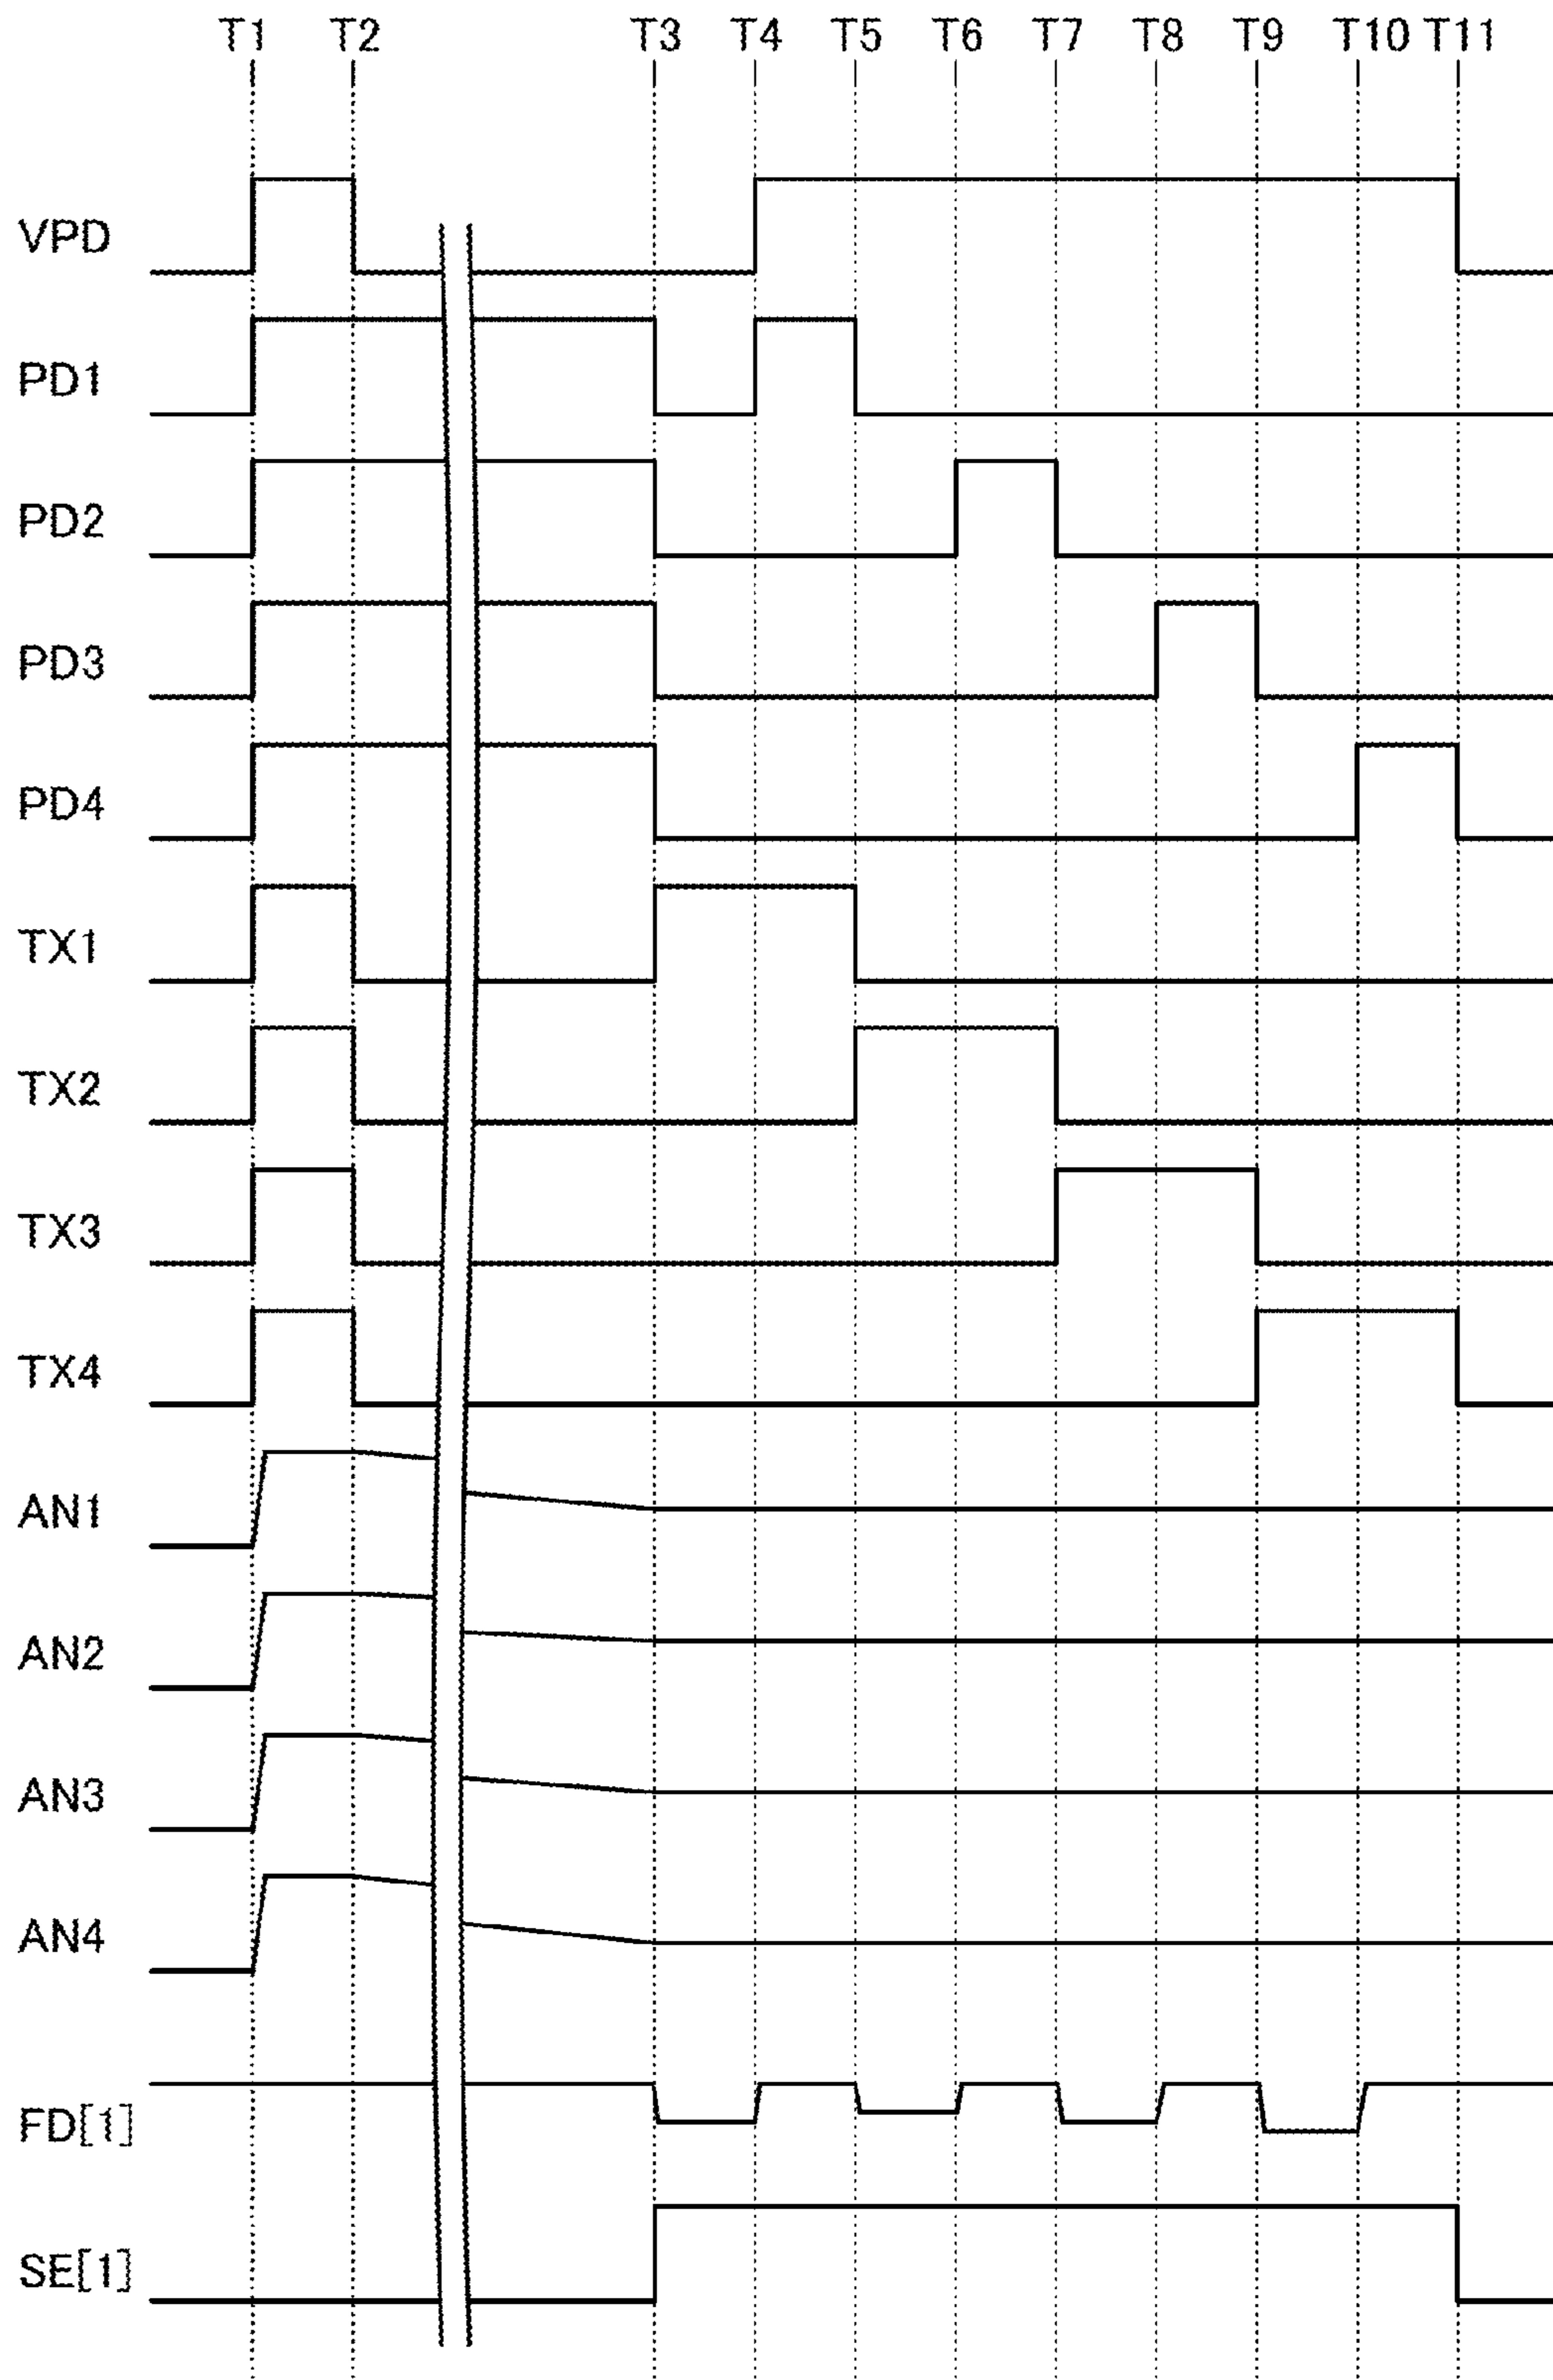 T1 T2 T3 T4 T5 T6 T7 T8 T9 T10 T11
VPD
PD1
PD2
PD3
PD4
TX1
TX2
TX3
TX4
AN1
AN2
AN3
AN4
FD[1]
SE[1]